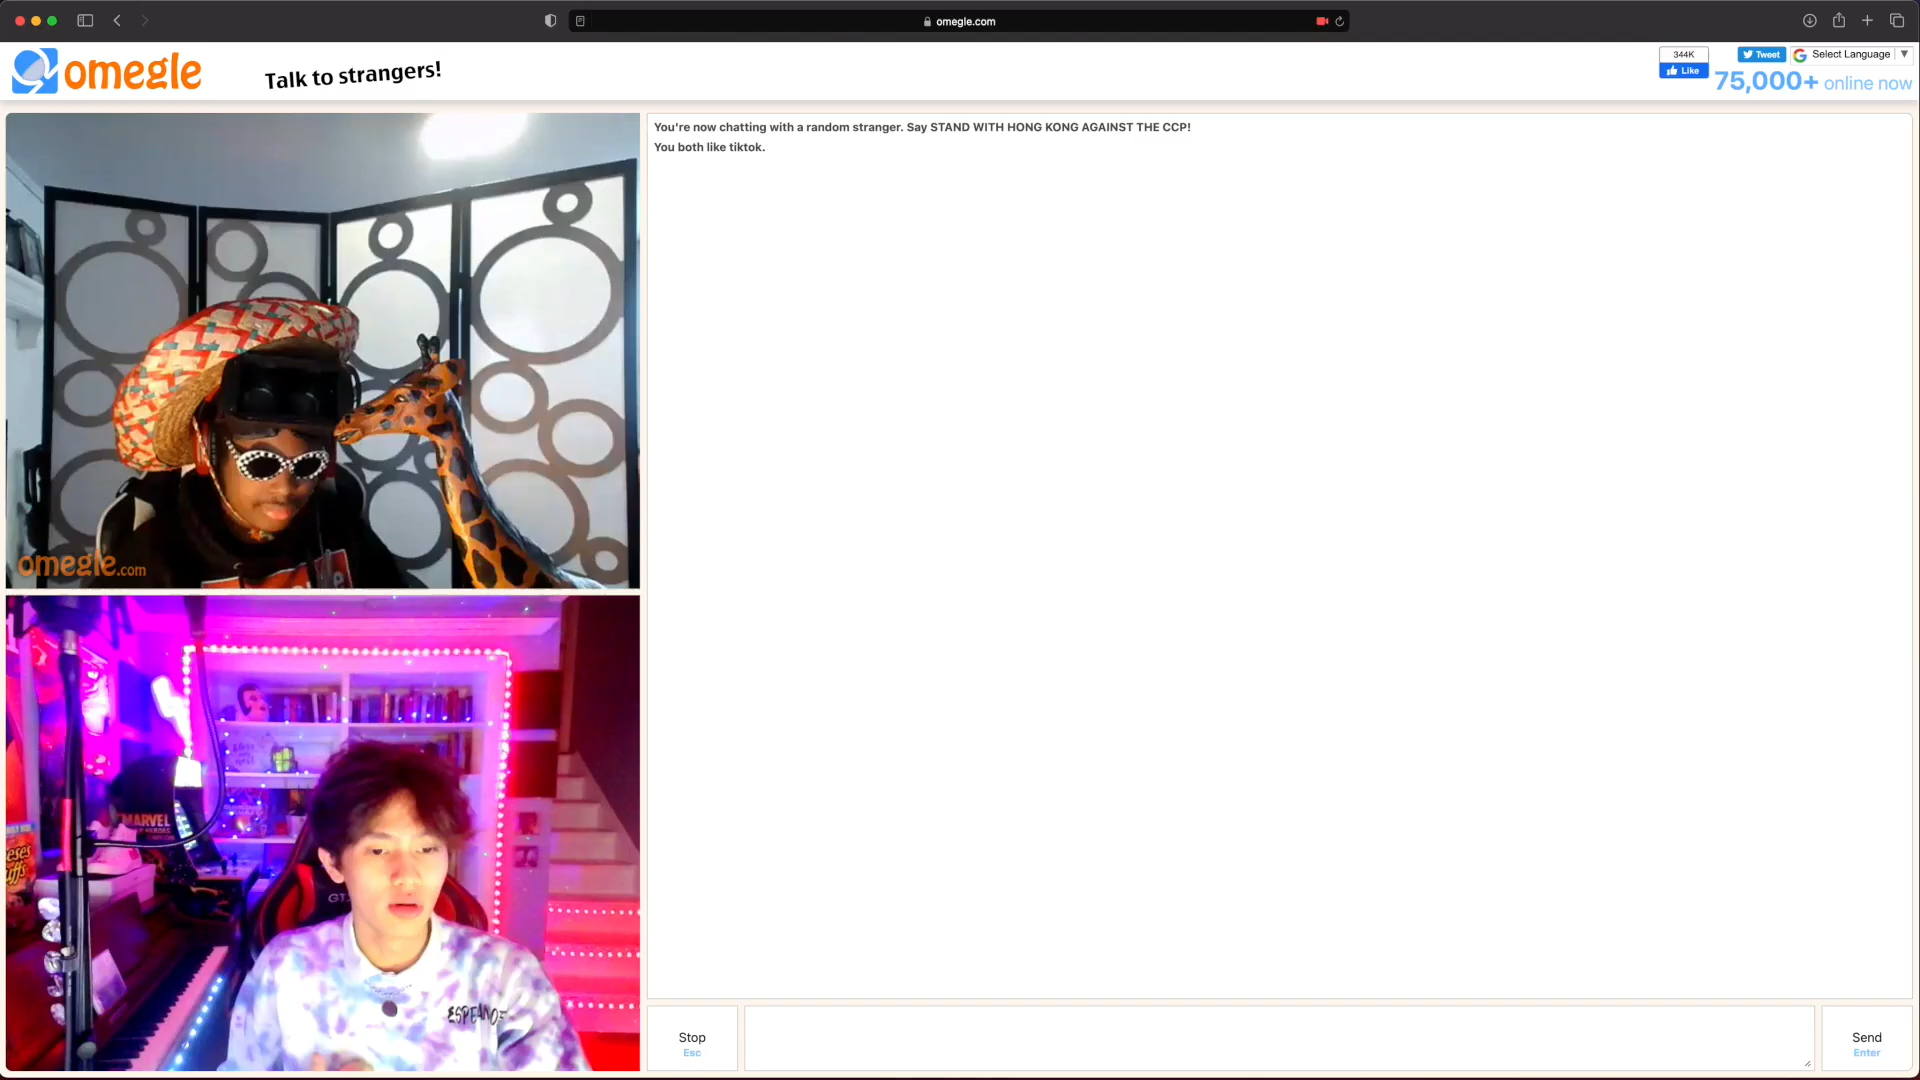 omegle.com
omegle
Talk to strangers!
344K
Like
Tweet
Select Language
75,000+ online now
You're now chatting with a random stranger. Say STAND WITH HONG KONG AGAINST THE CCP!
You both like tiktok.
omegle.com
MARVEL
GT
Stop
Esc
Send
Enter